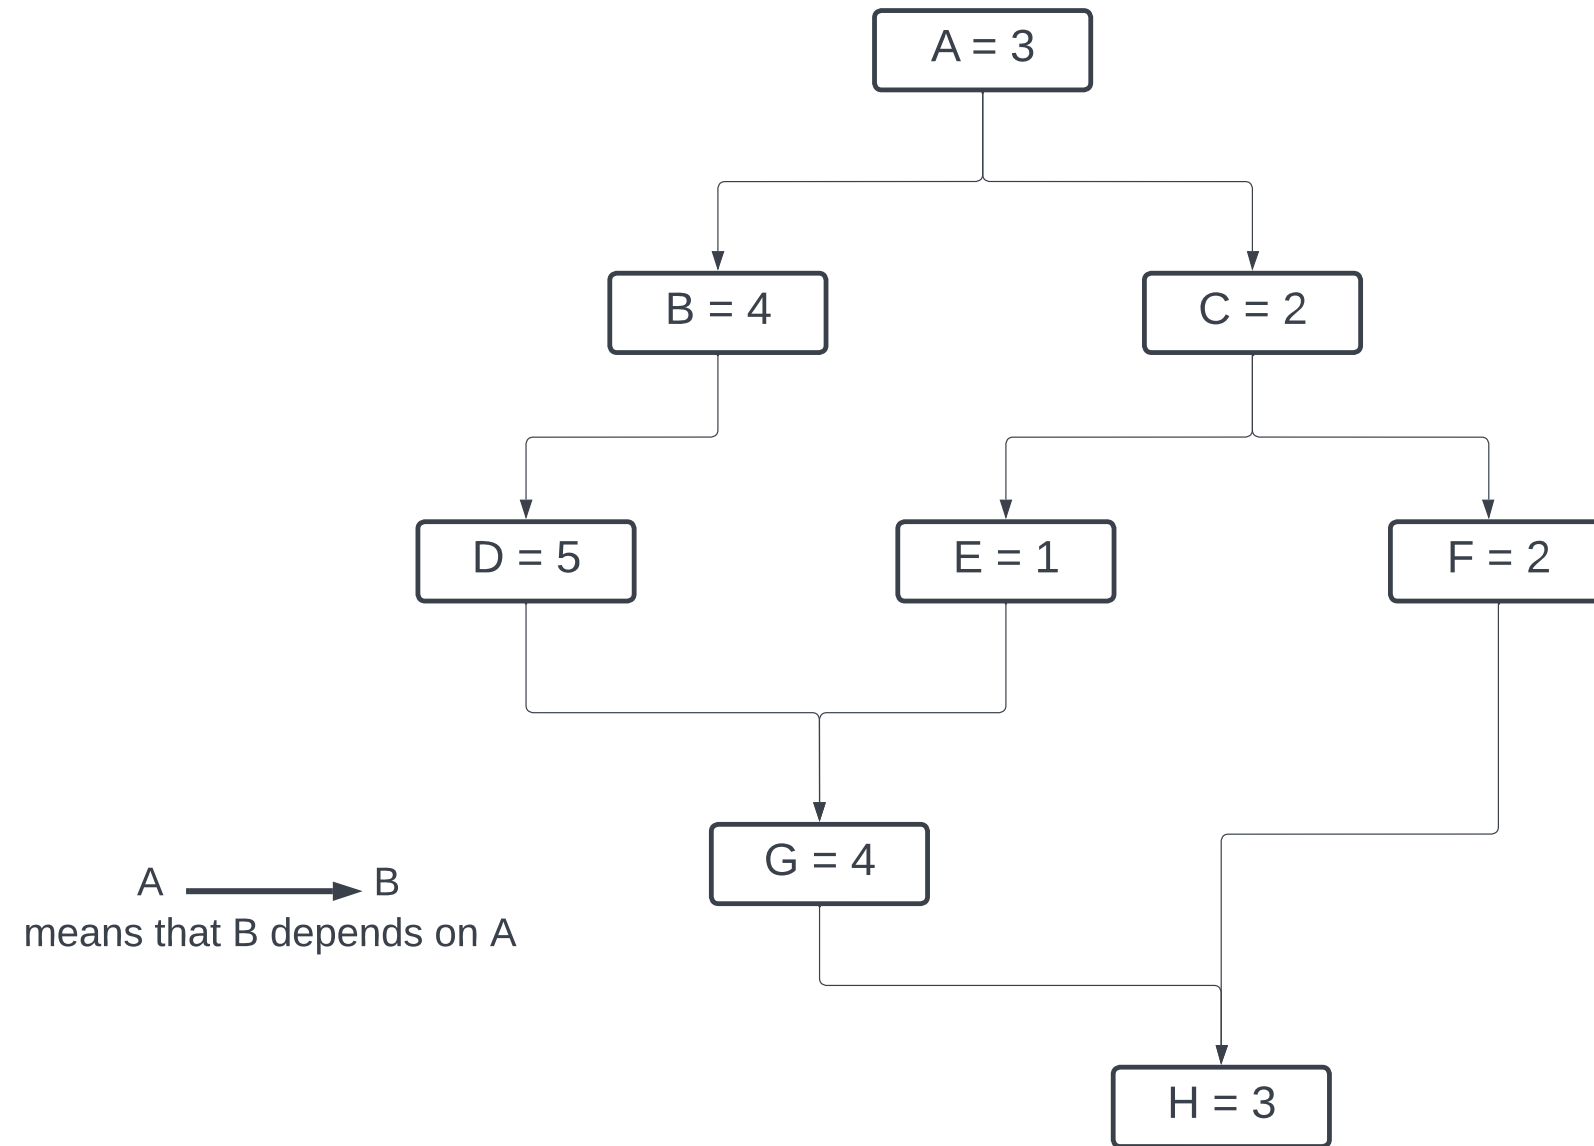 A = 3
B = 4
C = 2
D = 5
E = 1
F = 2
G = 4
A
B
means that B depends on A
H = 3